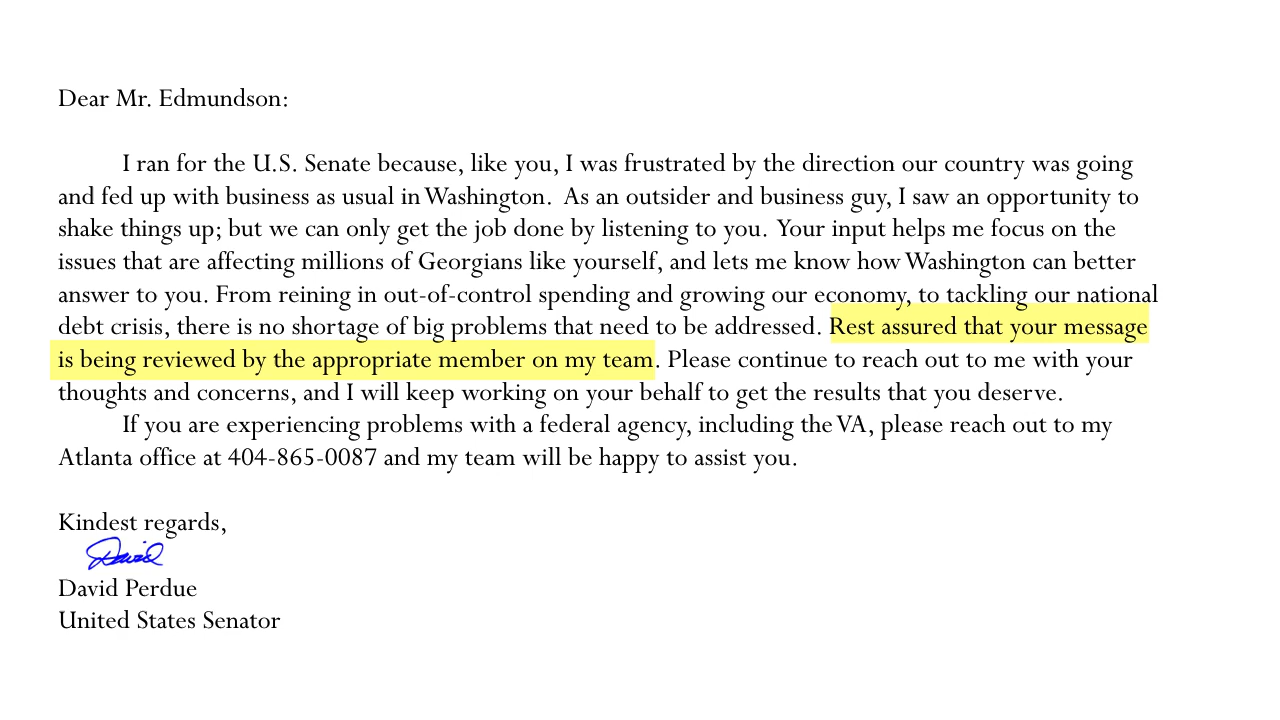 Dear Mr. Edmundson:
I ran for the U.S. Senate because, like you, I was frustrated by the direction our country was going
and fed up with business as usual in Washington.  As an outsider and business guy, I saw an opportunity to
shake things up; but we can only get the job done by listening to you.  Your input helps me focus on the
issues that are affecting millions of Georgians like yourself, and lets me know how Washington can better
answer to you. From reining in out-of-control spending and growing our economy, to tackling our national
debt crisis, there is no shortage of big problems that need to be addressed. Rest assured that your message
is being reviewed by the appropriate member on my team. Please continue to reach out to me with your
thoughts and concerns, and I will keep working on your behalf to get the results that you deserve.
If you are experiencing problems with a federal agency, including the VA, please reach out to my
Atlanta office at 404-865-0087 and my team will be happy to assist you.
Kindest regards,
David
David Perdue
United States Senator